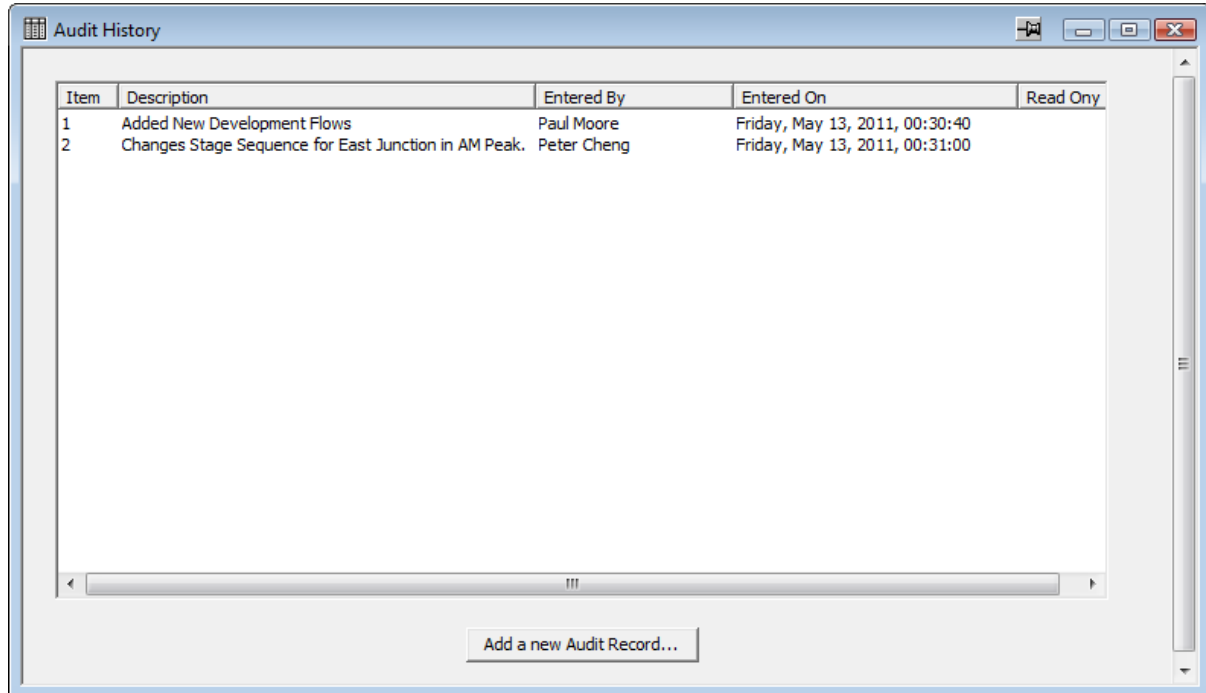 Audit History
Item Description Entered By Entered On Read Ony
1 Added New Development Flows Paul Moore Friday, May 13, 2011, 00:30:40
2 Changes Stage Sequence for East Junction in AM Peak. Peter Cheng Friday, May 13, 2011, 00:31:00
Add a new Audit Record...